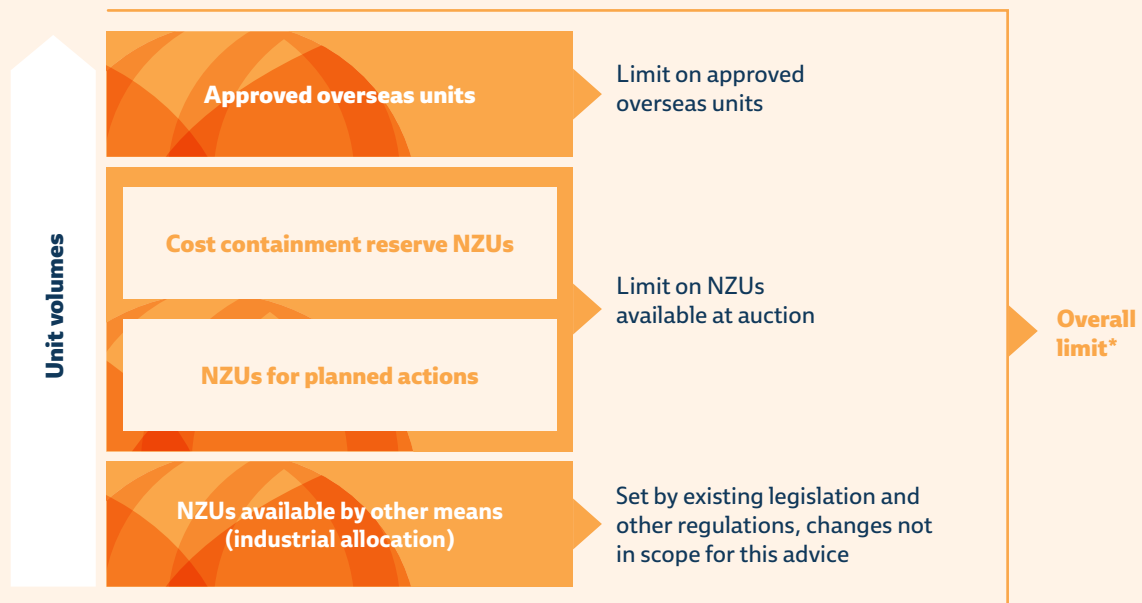 Unit volumes
Approved overseas units
Limit on approved
overseas units
Cost containment reserve NZUs
NZUs for planned actions
Limit on NZUs
available at auction
NZUs available by other means
(industrial allocation)
Set by existing legislation and
other regulations, changes not
in scope for this advice
Overall
limit*